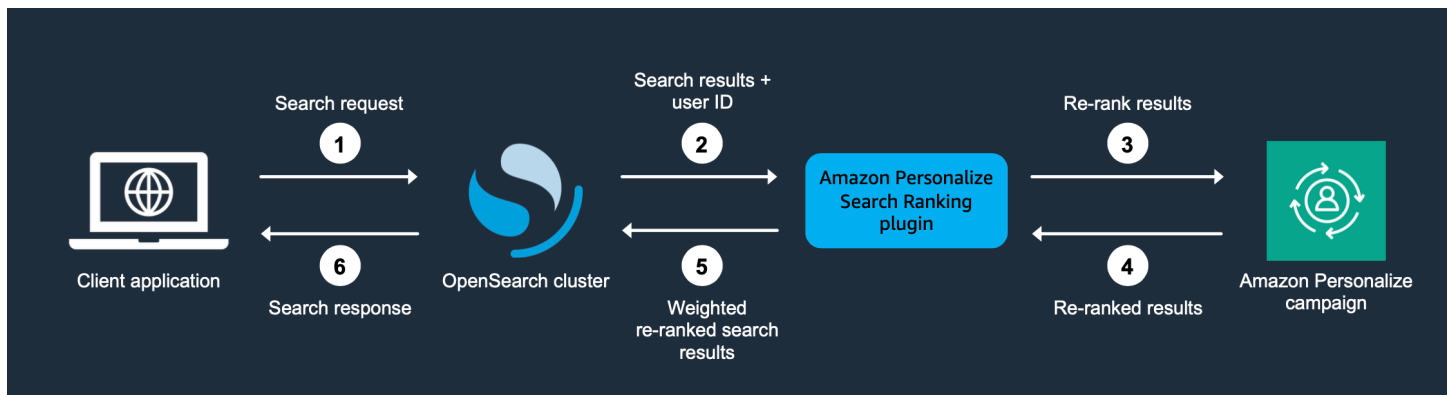 Search request
1
Search results +
user ID
2
Re-rank results
3
Amazon Personalize
Search Ranking
plugin
Client application
6
Search response
OpenSearch cluster
5
Weighted
re-ranked search
results
4
Re-ranked results
Amazon Personalize
campaign